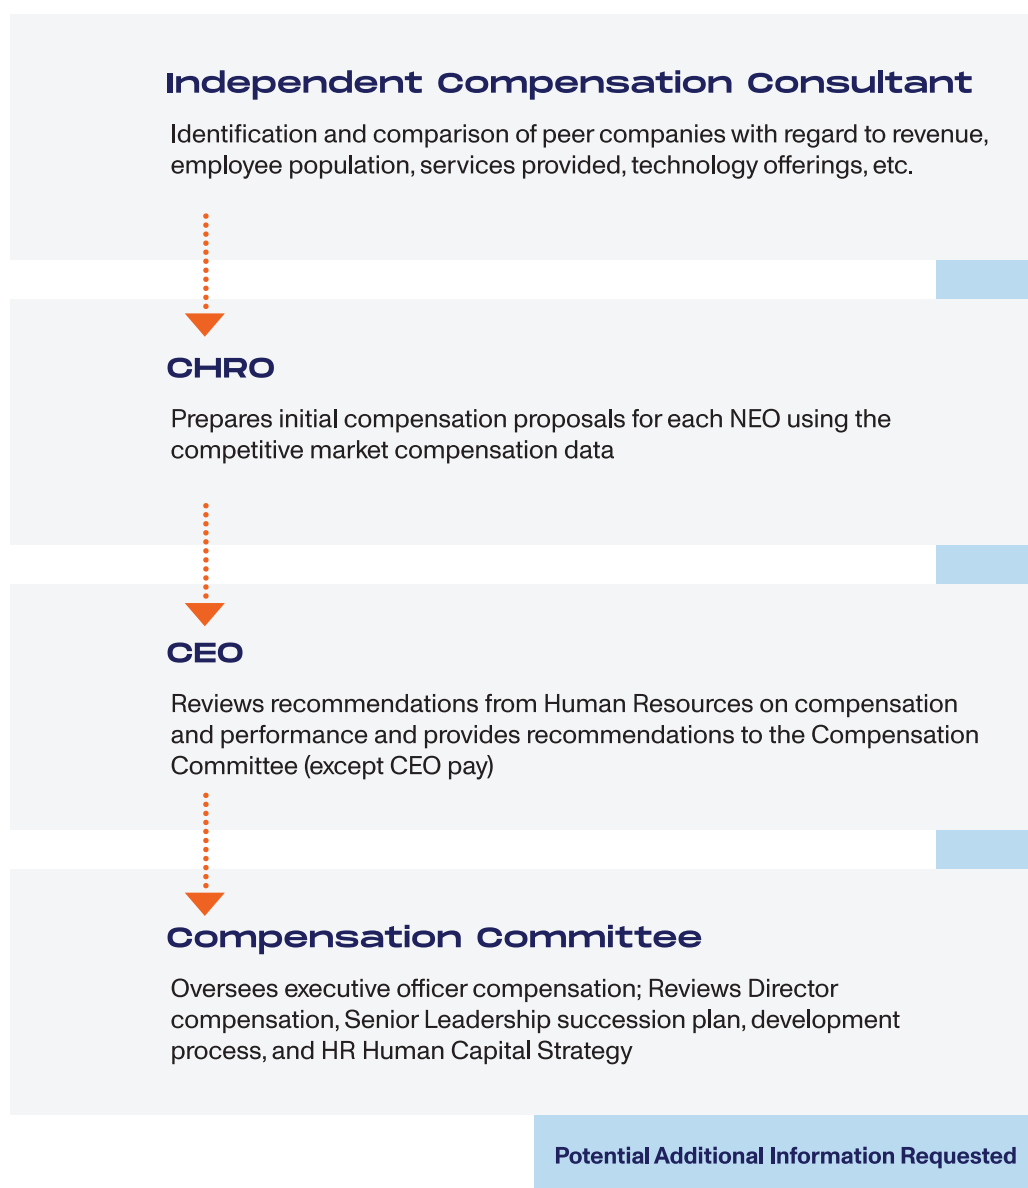 Independent Compensation Consultant
Identification and comparison of peer companies with regard to revenue,
employee population, services provided, technology offerings, etc.
CHRO
Prepares initial compensation proposals for each NEO using the
competitive market compensation data
CEO
Reviews recommendations from Human Resources on compensation
and performance and provides recommendations to the Compensation
Committee (except CEO pay)
Compensation Committee
Oversees executive officer compensation; Reviews Director
compensation, Senior Leadership succession plan, development
process, and HR Human Capital Strategy
Potential Additional Information Requested